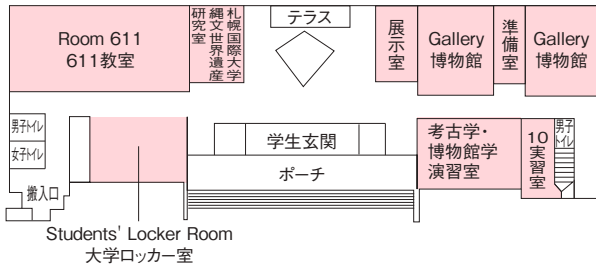 Room 611
611教室
札幌国際大学
縄文世界遺産
研究室
テラス
展示室
Gallery
博物館
準備室
Gallery
博物館
男子トイレ
女子トイレ
搬入口
学生玄関
ポーチ
考古学・
博物館学
演習室
10実習室
男子
トイレ
Students' Locker Room
大学ロッカー室